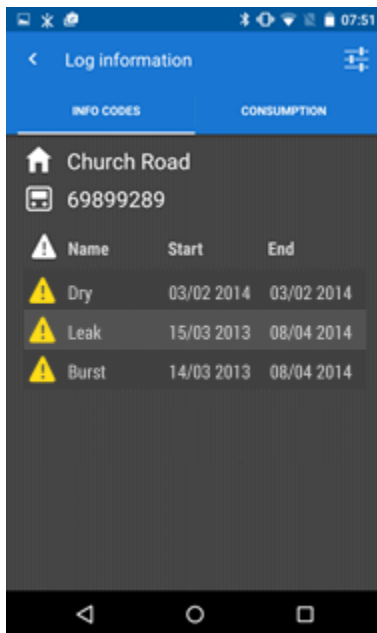 07:51
Log information
INFO CODES CONSUMPTION
Church Road
69899289
Name Start End
Dry 03/02 2014 03/02 2014
Leak 15/03 2013 08/04 2014
Burst 14/03 2013 08/04 2014